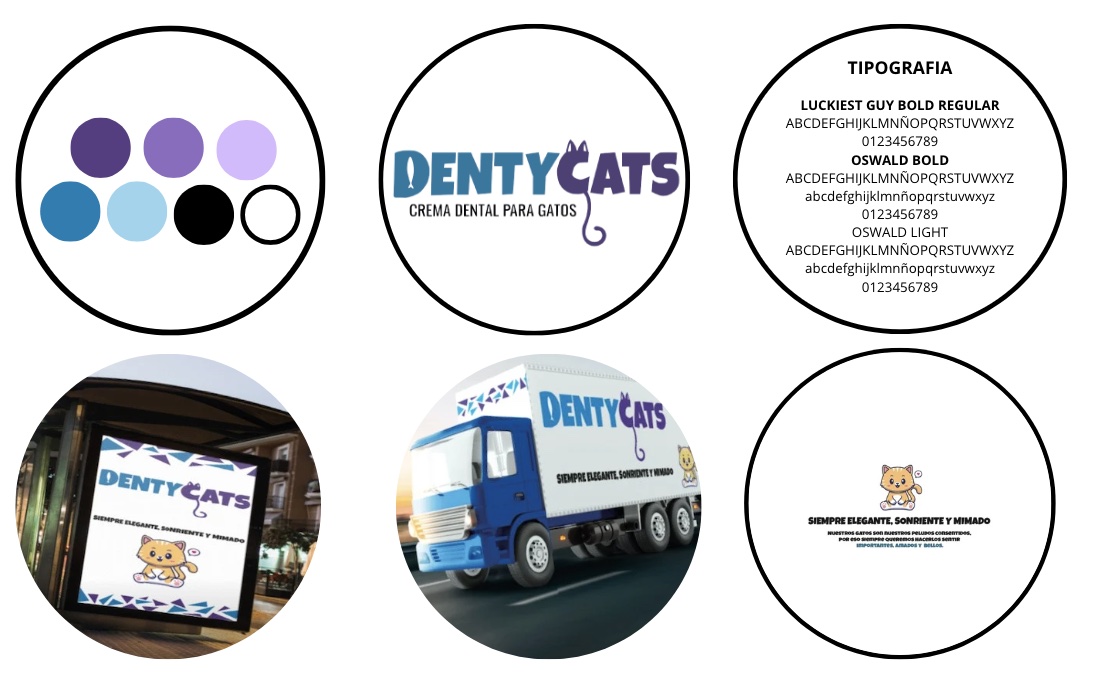 DENTYCATS
CREMA DENTAL PARA GATOS
TIPOGRAFIA
LUCKIEST GUY BOLD REGULAR
ABCDEFGHIJKLMNÑOPQRSTUVWXYZ
0123456789
OSWALD BOLD
ABCDEFGHIJKLMNÑOPQRSTUVWXYZ
abcdefghijklmnñopqrstuvwxyz
0123456789
OSWALD LIGHT
ABCDEFGHIJKLMNÑOPQRSTUVWXYZ
abcdefghijklmnñopqrstuvwxyz
0123456789
DENTYCATS
SIEMPRE ELEGANTE, SONRIENTE Y MIMADO
DENTYCATS
SIEMPRE ELEGANTE, SONRIENTE Y MIMADO
SIEMPRE ELEGANTE, SONRIENTE Y MIMADO
NUESTROS GATOS SON NUESTROS PELUDOS CONSENTIDOS,
POR ESO SIEMPRE QUEREMOS HACERLOS SENTIR
IMPORTANTES, AMADOS Y BELLOS.